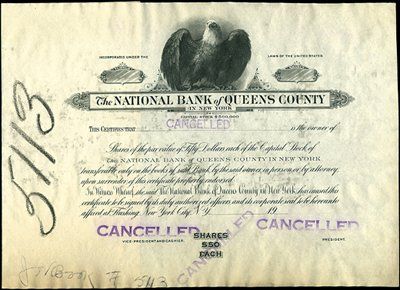 INCORPORATED UNDER THE LAWS OF THE UNITED STATES
The NATIONAL BANK of QUEENS COUNTY
IN NEW YORK
CAPITAL STOCK $500,000
CANCELLED
THIS CERTIFIES THAT is the owner of
Shares of the par value of Fifty Dollars each of the Capital Stock of
The NATIONAL BANK of QUEENS COUNTY IN NEW YORK
transferable only on the books of said Bank by the said owner, in person, or by attorney
upon surrender of this certificate properly endorsed.
In Witness Whereof, the said The National Bank of Queens County in New York has caused this
certificate to be signed by its duly authorized officers and its corporate seal to be hereunto
affixed at Flushing New York City, N.Y. 19
CANCELLED CANCELLED CANCELLED
VICE-PRESIDENT AND CASHIER. PRESIDENT.
SHARES
$50
EACH
5113
5113